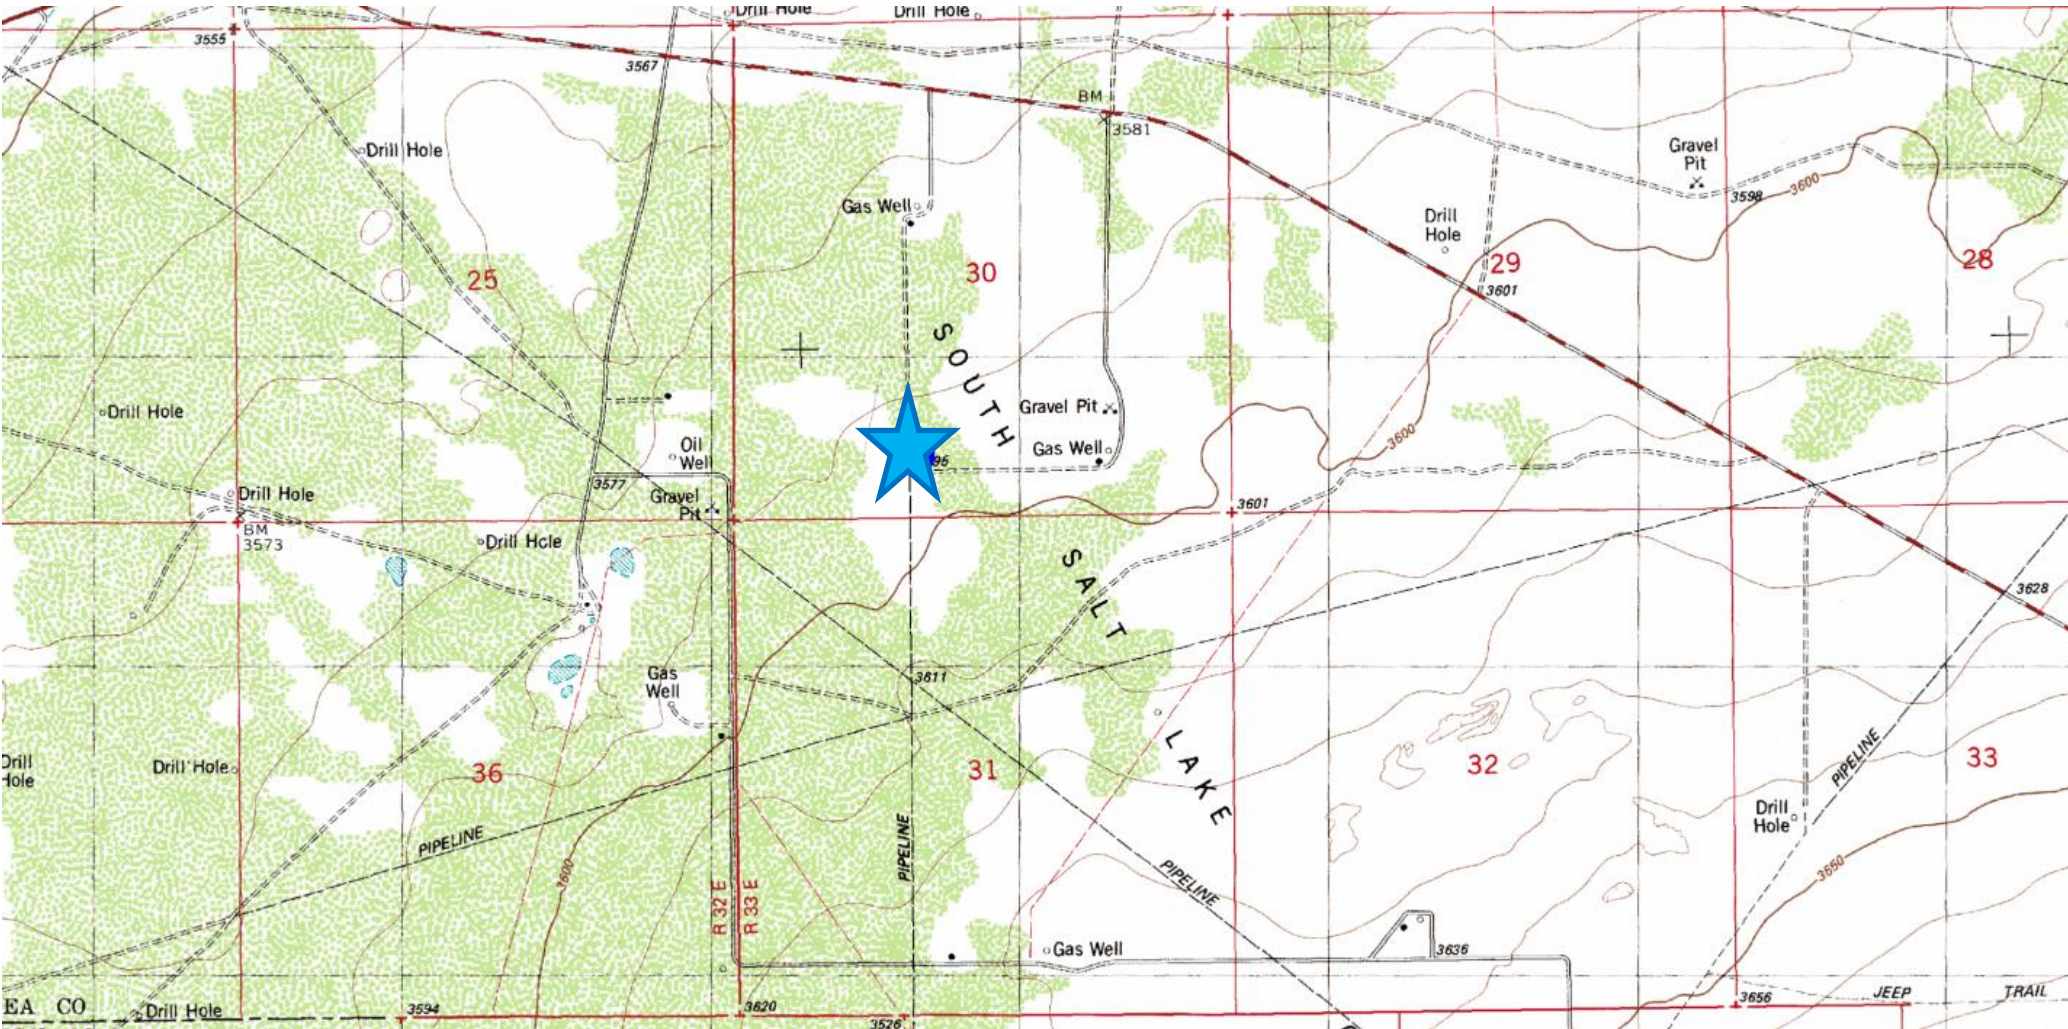 Drill Hole
Drill Hole
3555
3567
BM
3581
Drill Hole
Gravel
Pit
3598
3600
Gas Well
Drill
Hole
25
30
29
28
3601
SOUTH
Drill Hole
Gravel Pit
Oil
Well
Gas Well
3600
3577
Gravel
Pit
Drill Hole
3601
BM
3573
Drill Hole
SALT
3628
Gas
Well
3611
LAKE
Drill
Hole
Drill Hole
36
31
32
33
PIPELINE
PIPELINE
PIPELINE
PIPELINE
Drill
Hole
3600
3650
R 32 E
R 33 E
Gas Well
3636
EA CO
Drill Hole
3594
3620
3526
3656
JEEP TRAIL